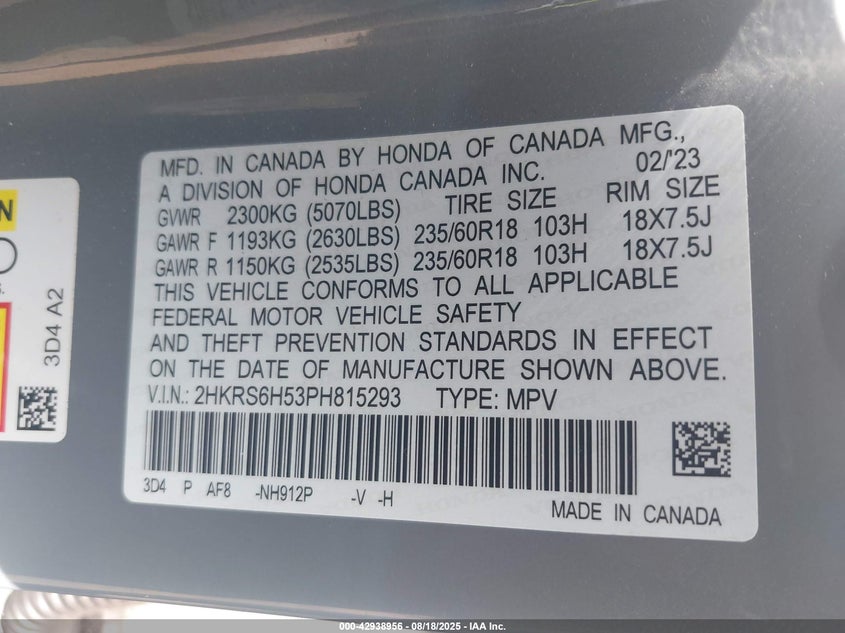 MFD. IN CANADA BY HONDA OF CANADA MFG.,
A DIVISION OF HONDA CANADA INC. 02/'23
GVWR 2300KG (5070LBS) TIRE SIZE RIM SIZE
GAWR F 1193KG (2630LBS) 235/60R18 103H 18X7.5J
GAWR R 1150KG (2535LBS) 235/60R18 103H 18X7.5J
THIS VEHICLE CONFORMS TO ALL APPLICABLE
FEDERAL MOTOR VEHICLE SAFETY
AND THEFT PREVENTION STANDARDS IN EFFECT
ON THE DATE OF MANUFACTURE SHOWN ABOVE.
V.I.N.: 2HKRS6H53PH815293 TYPE: MPV
3D4 P AF8 -NH912P -V -H
MADE IN CANADA
3D4 A2
000-42938956 - 08/18/2025 - IAA Inc.